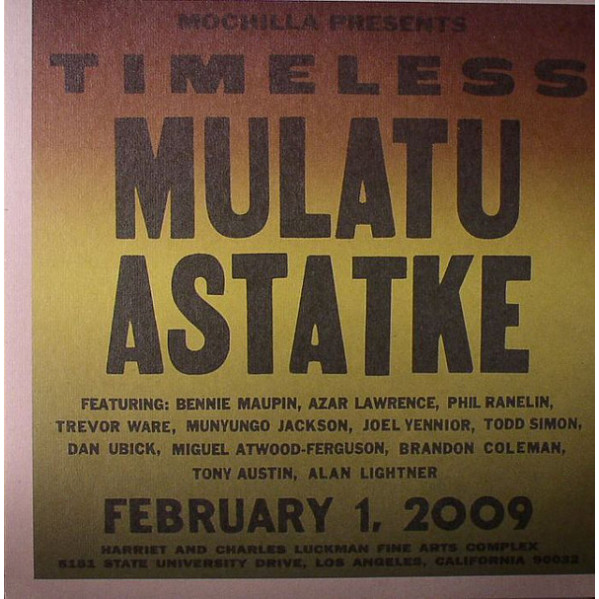 MOCHILLA PRESENTS
TIMELESS
MULATU
ASTATKE
FEATURING: BENNIE MAUPIN, AZAR LAWRENCE, PHIL RANELIN,
TREVOR WARE, MUNYUNGO JACKSON, JOEL YENNIOR, TODD SIMON,
DAN UBICK, MIGUEL ATWOOD-FERGUSON, BRANDON COLEMAN,
TONY AUSTIN, ALAN LIGHTNER
FEBRUARY 1, 2009
HARRIET AND CHARLES LUCKMAN FINE ARTS COMPLEX
5151 STATE UNIVERSITY DRIVE, LOS ANGELES, CALIFORNIA 90032